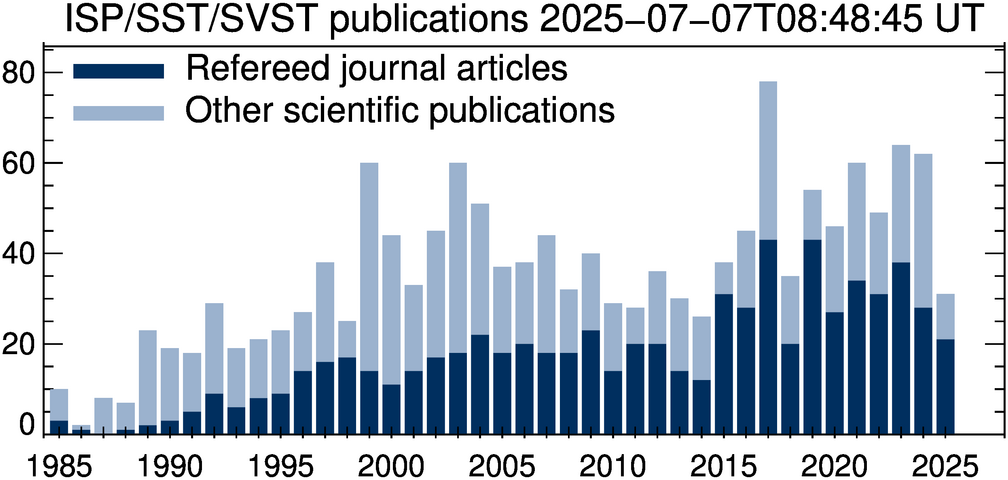 ISP/SST/SVST publications 2025−07−07T08:48:45 UT
Refereed journal articles
Other scientific publications
80
60
40
20
0
1985 1990 1995 2000 2005 2010 2015 2020 2025